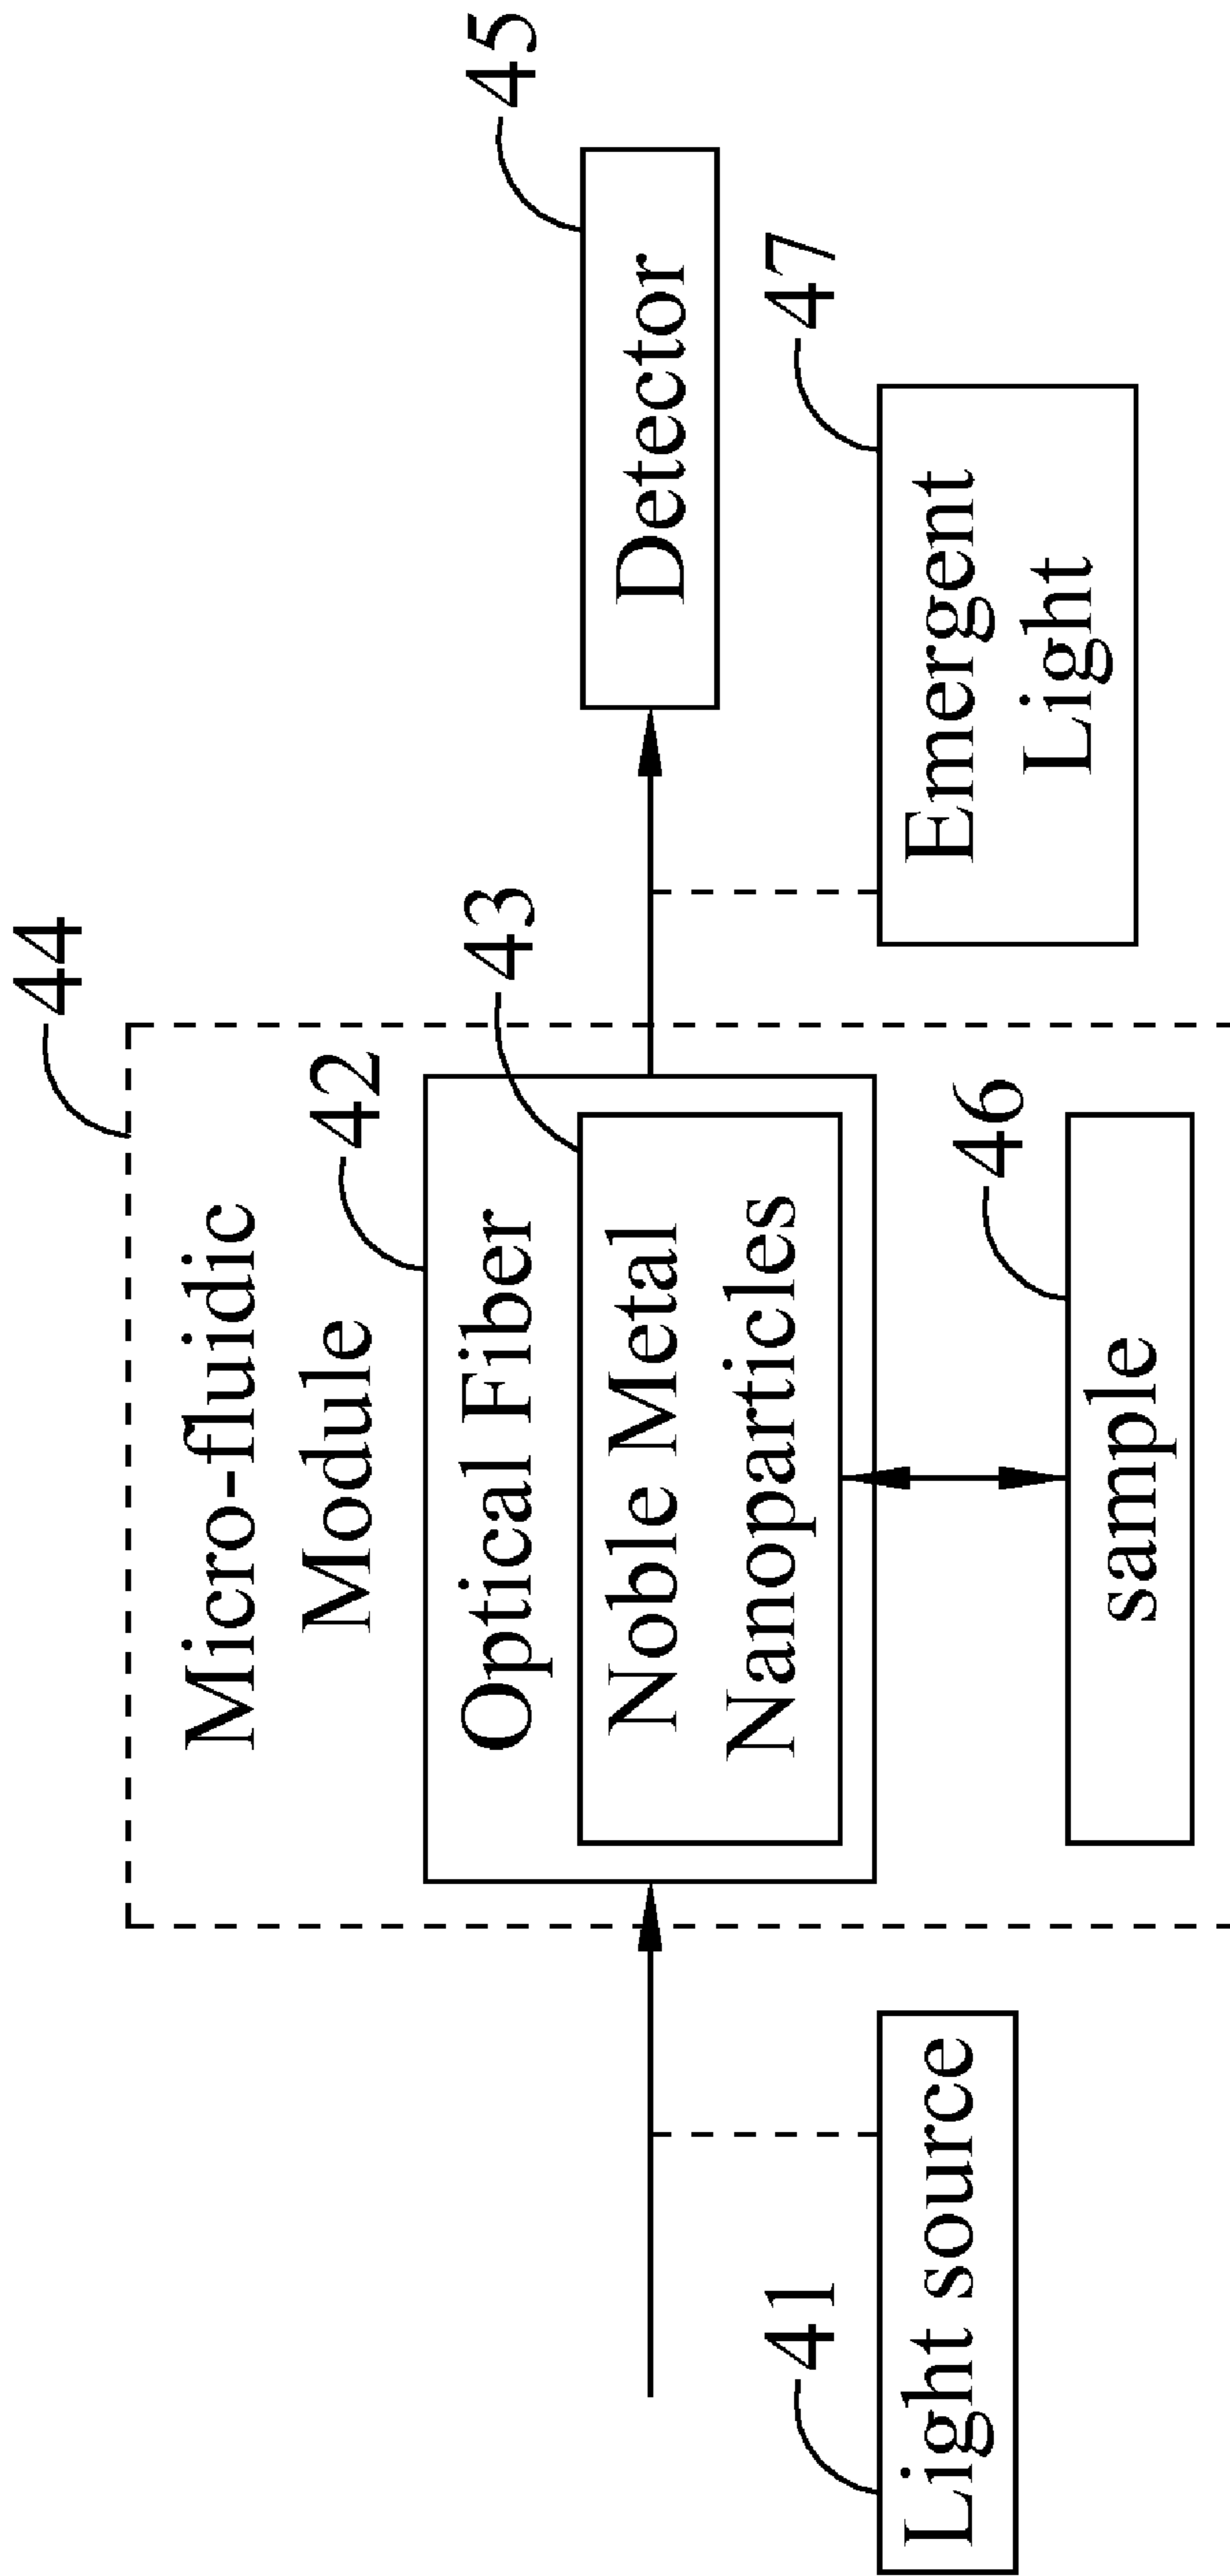 44
Micro-fluidic
Module
42
Optical Fiber
43
Noble Metal
Nanoparticles
45
Detector
41
Light source
46
sample
47
Emergent
Light